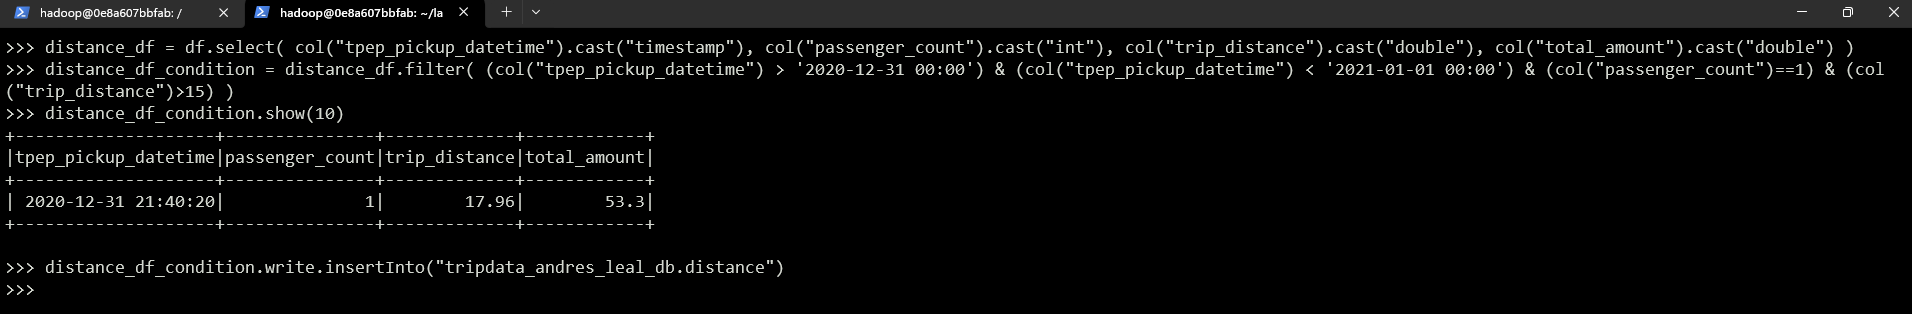 hadoop@0e8a607bbfab: /
hadoop@0e8a607bbfab: ~/la
>>> distance_df = df.select( col("tpep_pickup_datetime").cast("timestamp"), col("passenger_count").cast("int"), col("trip_distance").cast("double"), col("total_amount").cast("double") )
>>> distance_df_condition = distance_df.filter( (col("tpep_pickup_datetime") > '2020-12-31 00:00') & (col("tpep_pickup_datetime") < '2021-01-01 00:00') & (col("passenger_count")==1) & (col
("trip_distance")>15) )
>>> distance_df_condition.show(10)
+--------------------+---------------+-------------+------------+
|tpep_pickup_datetime|passenger_count|trip_distance|total_amount|
+--------------------+---------------+-------------+------------+
| 2020-12-31 21:40:20|              1|        17.96|        53.3|
+--------------------+---------------+-------------+------------+
>>> distance_df_condition.write.insertInto("tripdata_andres_leal_db.distance")
>>>